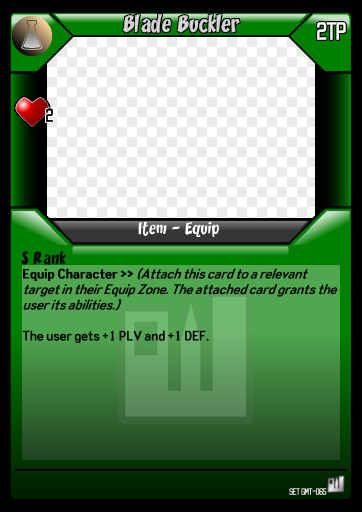 Blade Buckler
2TP
2
Item - Equip
S Rank
Equip Character >> (Attach this card to a relevant
target in their Equip Zone. The attached card grants the
user its abilities.)
The user gets +1 PLV and +1 DEF.
SET GMT-065